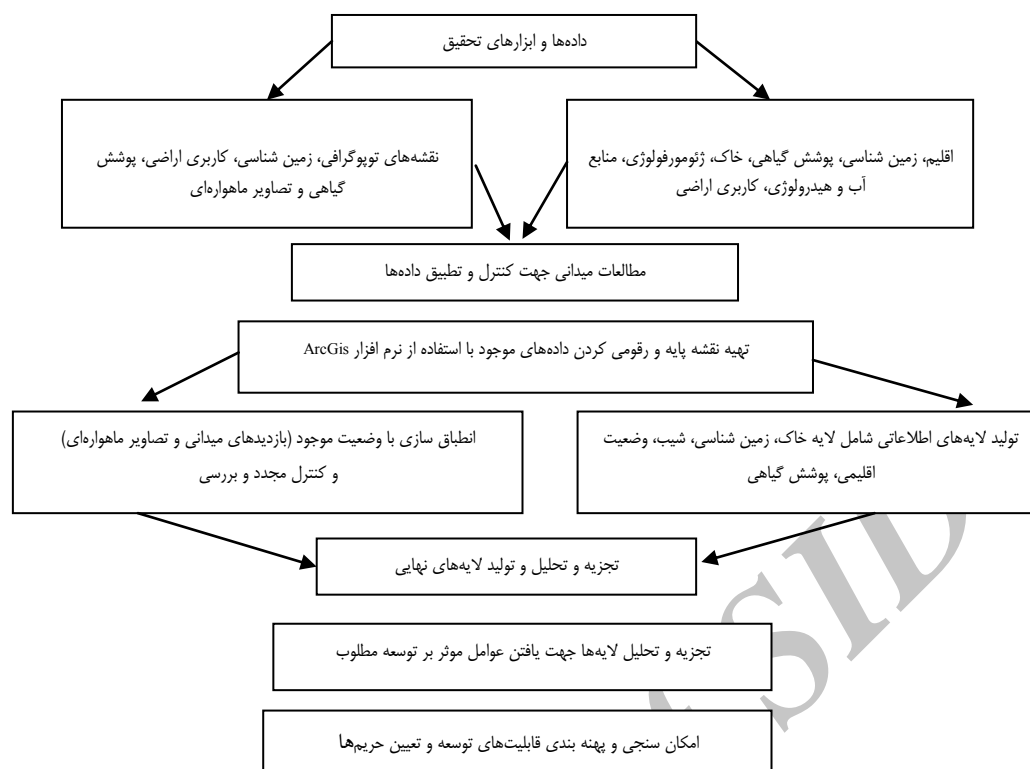 داده‌ها و ابزارهای تحقیق
اقلیم، زمین شناسی، پوشش گیاهی، خاک، ژئومورفولوژی، منابع
آب و هیدرولوژی، کاربری اراضی
نقشه‌های توپوگرافی، زمین شناسی، کاربری اراضی، پوشش
گیاهی و تصاویر ماهواره‌ای
مطالعات میدانی جهت کنترل و تطبیق داده‌ها
تهیه نقشه پایه و رقومی کردن داده‌های موجود با استفاده از نرم افزار ArcGis
تولید لایه‌های اطلاعاتی شامل لایه خاک، زمین شناسی، شیب، وضعیت
اقلیمی، پوشش گیاهی
انطباق سازی با وضعیت موجود (بازدیدهای میدانی و تصاویر ماهواره‌ای)
و کنترل مجدد و بررسی
تجزیه و تحلیل و تولید لایه‌های نهایی
تجزیه و تحلیل لایه‌ها جهت یافتن عوامل موثر بر توسعه مطلوب
امکان سنجی و پهنه بندی قابلیت‌های توسعه و تعیین حریم‌ها
SID